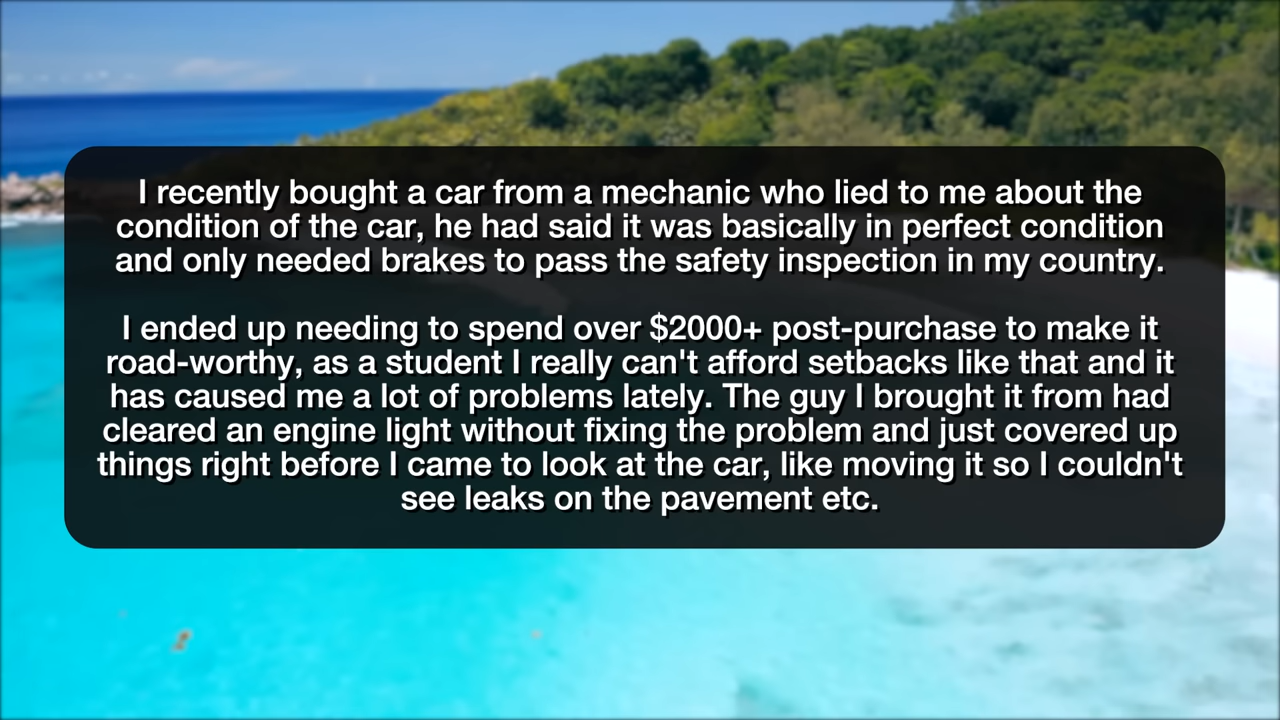 I recently bought a car from a mechanic who lied to me about the
condition of the car, he had said it was basically in perfect condition
and only needed brakes to pass the safety inspection in my country.
I ended up needing to spend over $2000+ post-purchase to make it
road-worthy, as a student I really can't afford setbacks like that and it
has caused me a lot of problems lately. The guy I brought it from had
cleared an engine light without fixing the problem and just covered up
things right before I came to look at the car, like moving it so I couldn't
see leaks on the pavement etc.